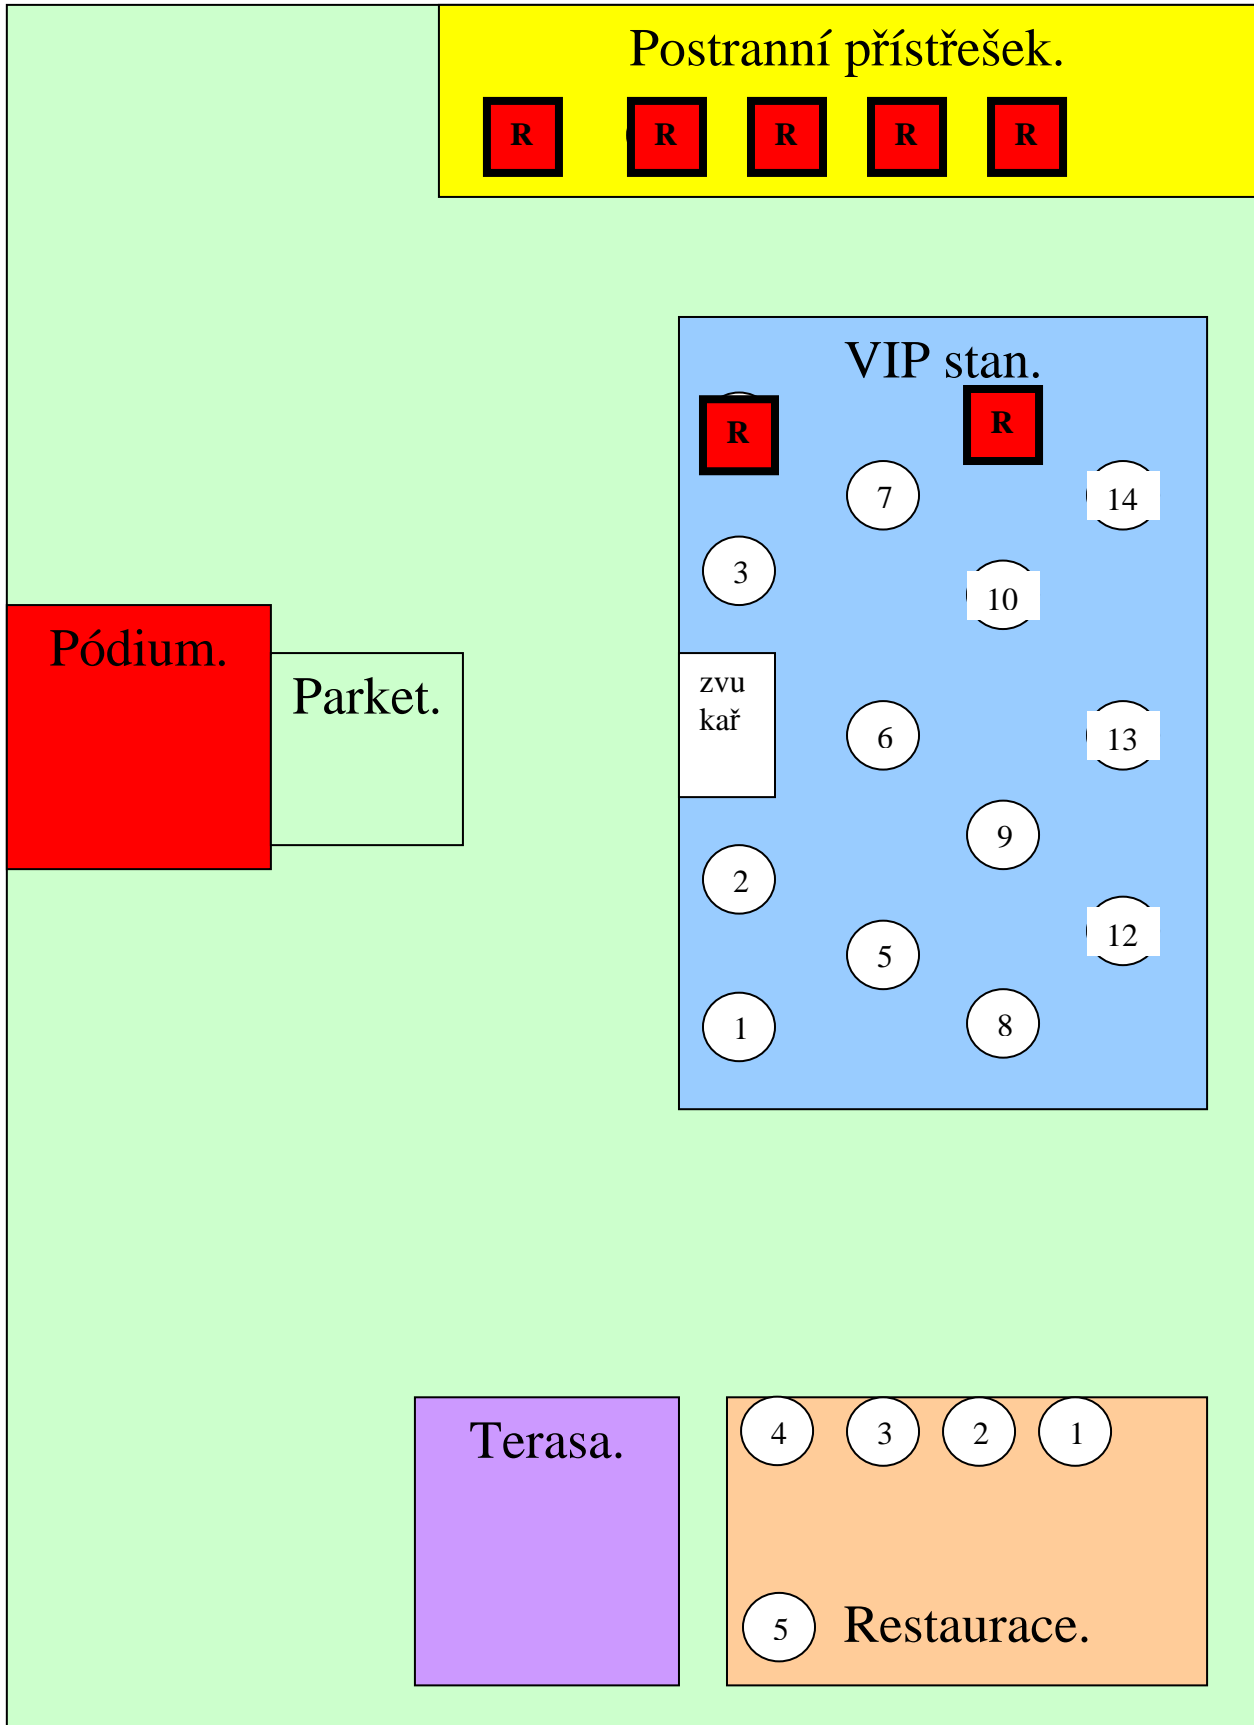 Postranní přístřešek.
R R R R R
VIP stan.
R R
7 14
3
10
Pódium.
Parket.
zvu
kař
6 13
9
2
5 12
1 8
Terasa.
4 3 2 1
5 Restaurace.